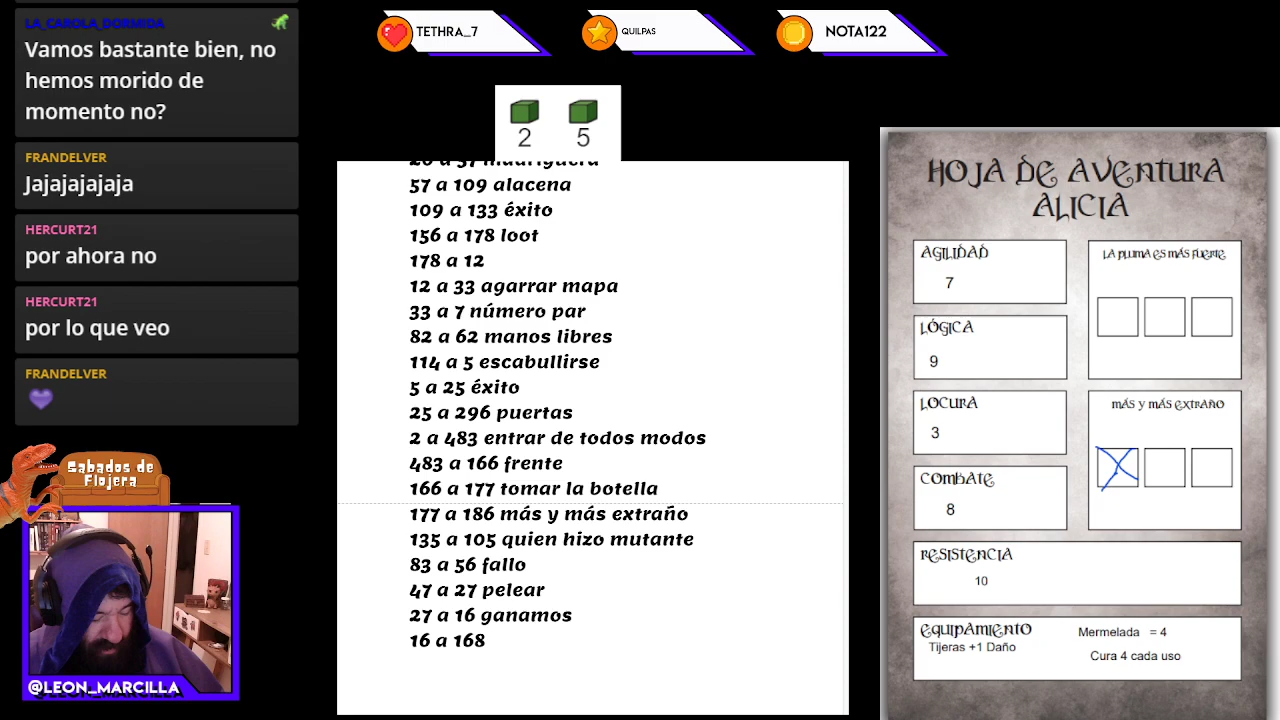 LA_CAROLA_DORMIDA
Vamos bastante bien, no
hemos morido de
momento no?
FRANDELVER
Jajajajajaja
HERCURT21
por ahora no
HERCURT21
por lo que veo
FRANDELVER
Sabados de
Flojera
@LEON_MARCILLA
TETHRA_7
QUILPAS
NOTA122
2 5
57 a 109 alacena
109 a 133 éxito
156 a 178 loot
178 a 12
12 a 33 agarrar mapa
33 a 7 número par
82 a 62 manos libres
114 a 5 escabullirse
5 a 25 éxito
25 a 296 puertas
2 a 483 entrar de todos modos
483 a 166 frente
166 a 177 tomar la botella
177 a 186 más y más extraño
135 a 105 quien hizo mutante
83 a 56 fallo
47 a 27 pelear
27 a 16 ganamos
16 a 168
HOJA DE AVENTURA
ALICIA
AGILIDAD
7
LÓGICA
9
LOCURA
3
COMBATE
8
LA PLUMA ES MÁS FUERTE
MÁS Y MÁS EXTRAÑO
RESISTENCIA
10
EQUIPAMIENTO
Tijeras +1 Daño
Mermelada = 4
Cura 4 cada uso